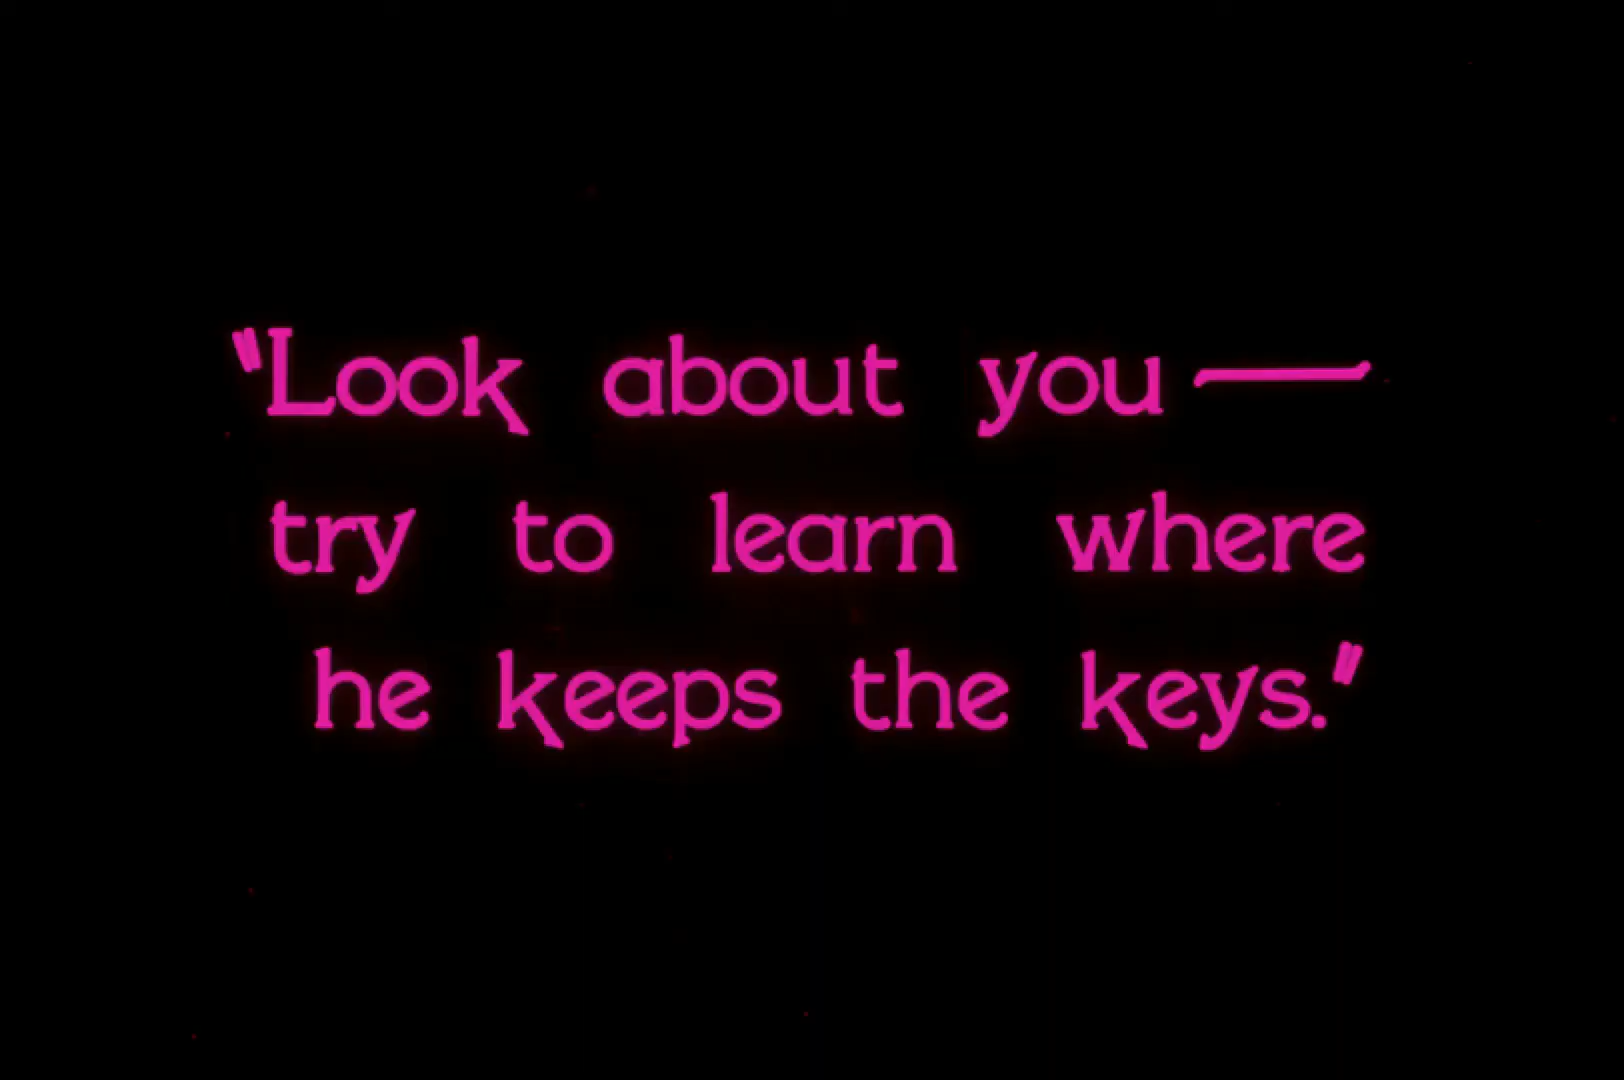 "Look about you—
try to learn where
he keeps the keys."